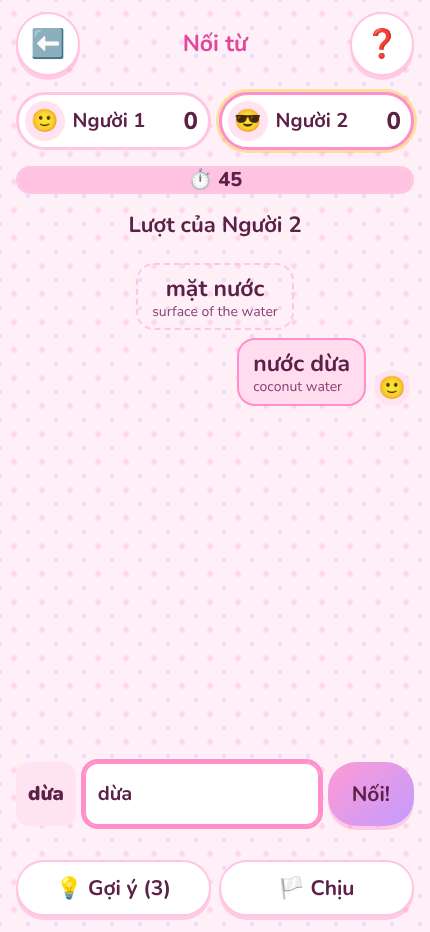 Nối từ
Người 1 0
Người 2 0
45
Lượt của Người 2
mặt nước
surface of the water
nước dừa
coconut water
dừa
dừa
Nối!
Gợi ý (3)
Chịu